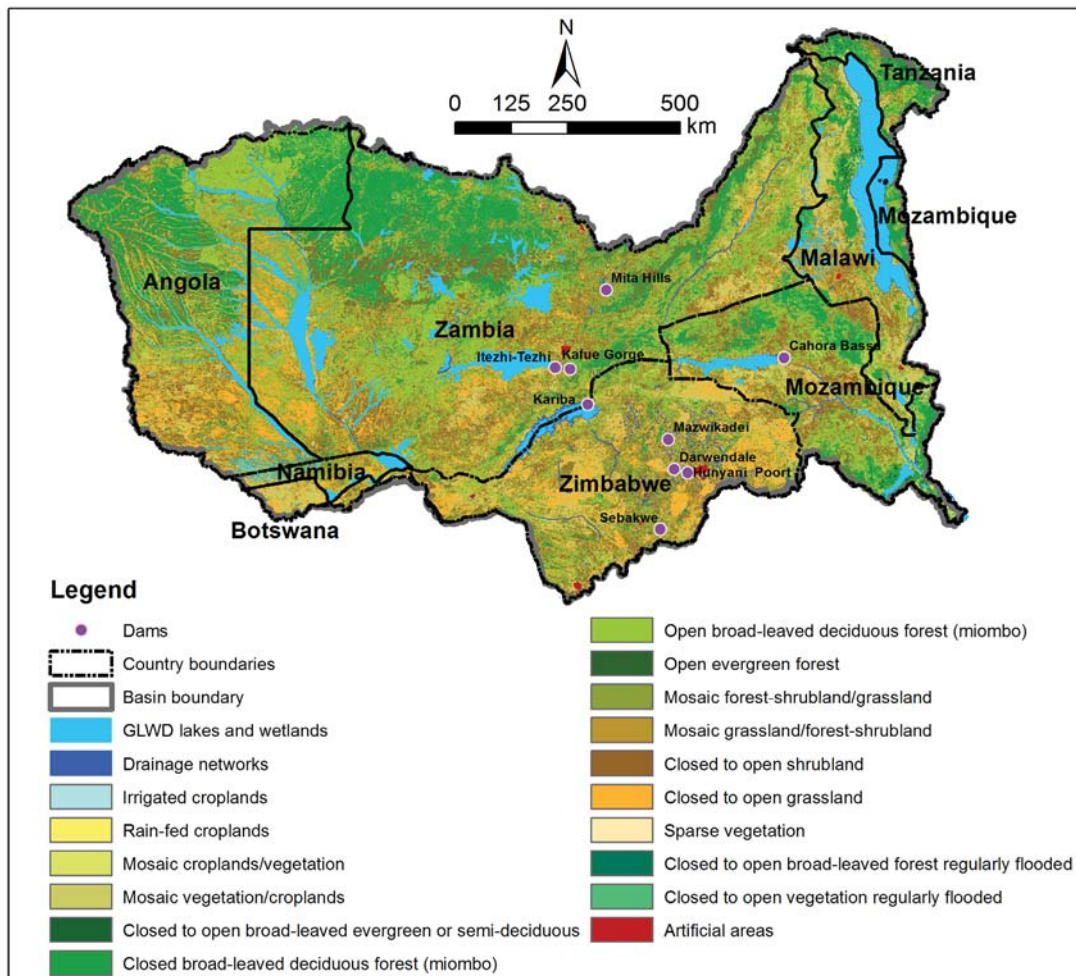 N
0 125 250 500
km
Tanzania
Mozambique
Malawi
Angola
Mita Hills
Zambia
Cahora Bassa
Itezhi-Tezhi
Kafue Gorge
Kariba
Mozambique
Mazwikadei
Namibia
Darwendale
Hunyani Poort
Zimbabwe
Botswana
Sebakwe
Legend
Dams
Country boundaries
Basin boundary
GLWD lakes and wetlands
Drainage networks
Irrigated croplands
Rain-fed croplands
Mosaic croplands/vegetation
Mosaic vegetation/croplands
Closed to open broad-leaved evergreen or semi-deciduous
Closed broad-leaved deciduous forest (miombo)
Open broad-leaved deciduous forest (miombo)
Open evergreen forest
Mosaic forest-shrubland/grassland
Mosaic grassland/forest-shrubland
Closed to open shrubland
Closed to open grassland
Sparse vegetation
Closed to open broad-leaved forest regularly flooded
Closed to open vegetation regularly flooded
Artificial areas